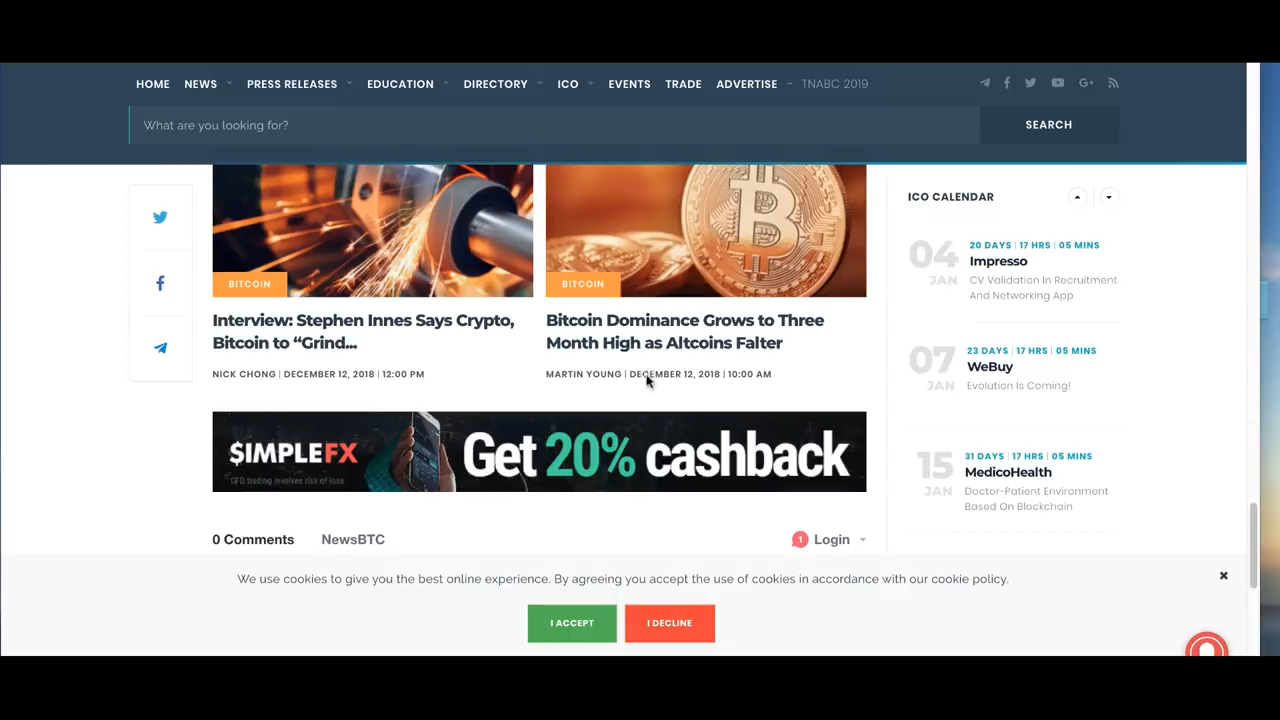 HOME NEWS PRESS RELEASES EDUCATION DIRECTORY ICO EVENTS TRADE ADVERTISE – TNABC 2019
What are you looking for?
SEARCH
BITCOIN
Interview: Stephen Innes Says Crypto,
Bitcoin to “Grind...
NICK CHONG | DECEMBER 12, 2018 | 12:00 PM
BITCOIN
Bitcoin Dominance Grows to Three
Month High as Altcoins Falter
MARTIN YOUNG | DECEMBER 12, 2018 | 10:00 AM
$IMPLEFX
CFD trading involves risk of loss
Get 20% cashback
0 Comments NewsBTC
1 Login
ICO CALENDAR
04
JAN
20 DAYS | 17 HRS | 05 MINS
Impresso
CV Validation In Recruitment
And Networking App
07
JAN
23 DAYS | 17 HRS | 05 MINS
WeBuy
Evolution Is Coming!
15
JAN
31 DAYS | 17 HRS | 05 MINS
MedicoHealth
Doctor-Patient Environment
Based On Blockchain
We use cookies to give you the best online experience. By agreeing you accept the use of cookies in accordance with our cookie policy.
I ACCEPT
I DECLINE